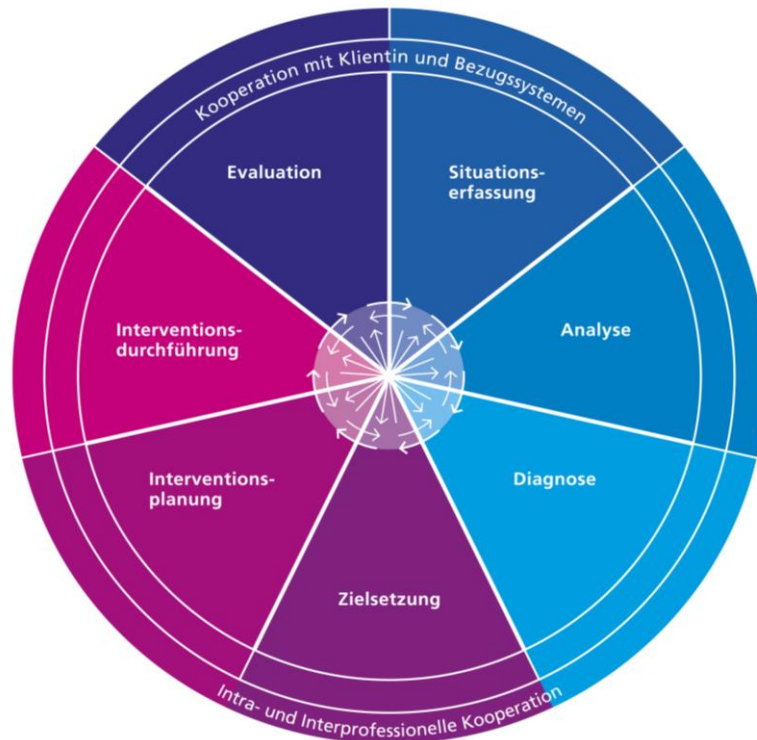 Kooperation mit Klientin und Bezugssystemen
Evaluation
Situations-
erfassung
Interventions-
durchführung
Analyse
Interventions-
planung
Diagnose
Zielsetzung
Intra- und Interprofessionelle Kooperation